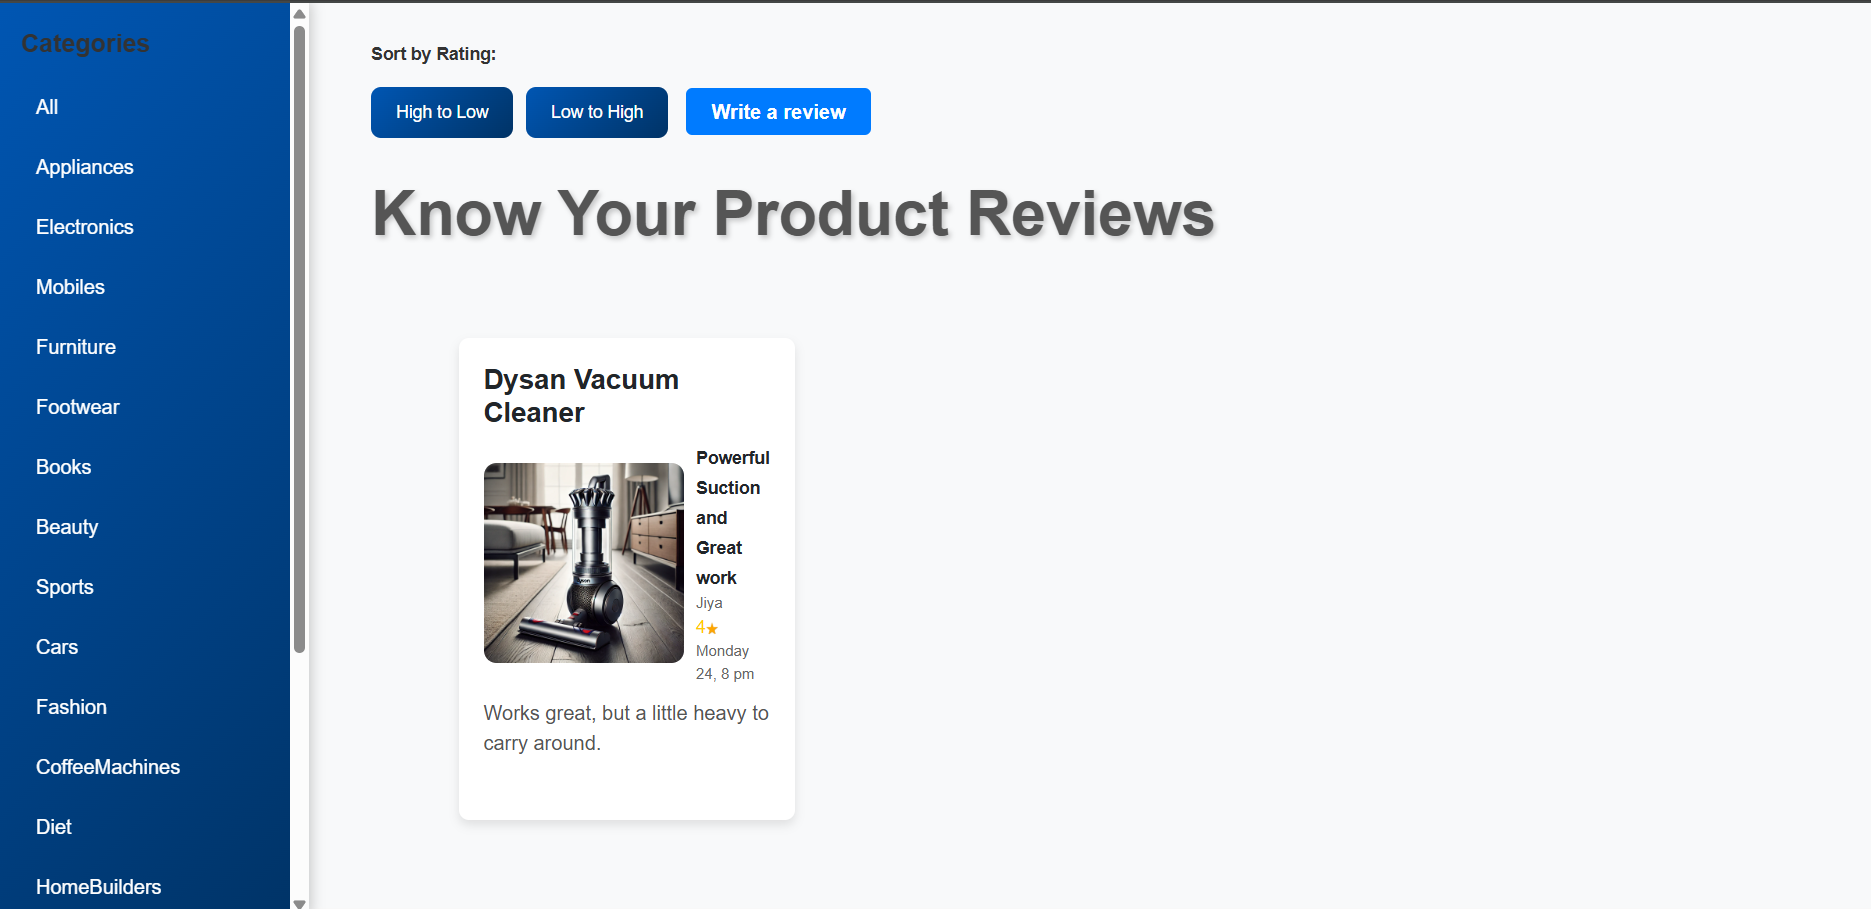 Categories
All
Appliances
Electronics
Mobiles
Furniture
Footwear
Books
Beauty
Sports
Cars
Fashion
CoffeeMachines
Diet
HomeBuilders
Sort by Rating:
High to Low
Low to High
Write a review
Know Your Product Reviews
Dysan Vacuum
Cleaner
Powerful
Suction
and
Great
work
Jiya
4★
Monday
24, 8 pm
Works great, but a little heavy to
carry around.